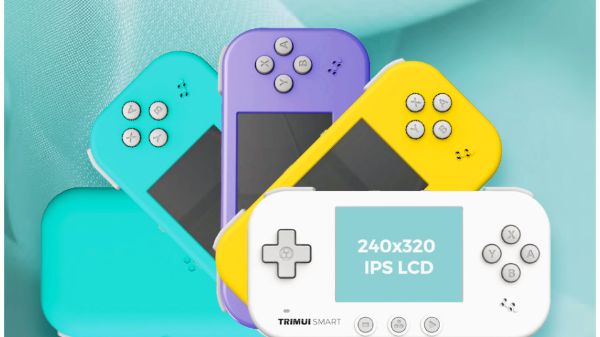 A
X B
Y
A B
X Y
X A
Y B
240x320
IPS LCD
X
Y A
B
TRIMUI SMART